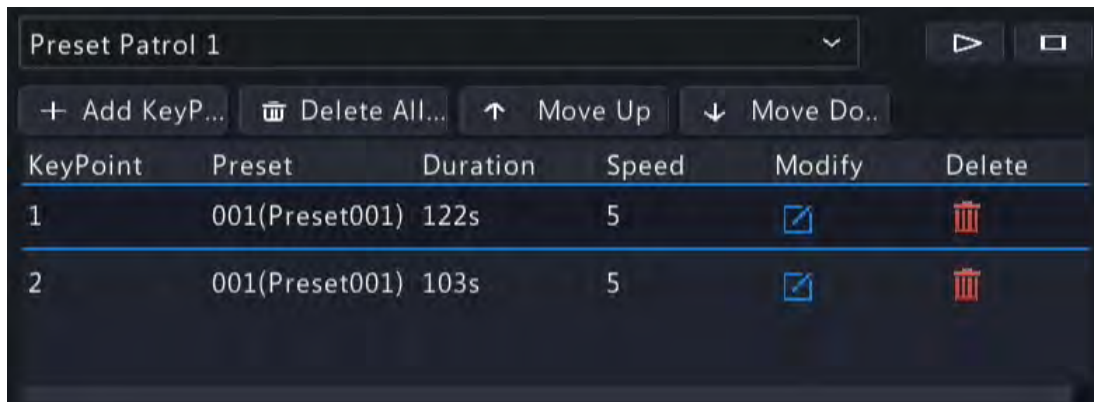 Preset Patrol 1
+ Add KeyP... Delete All... ↑ Move Up ↓ Move Do..
KeyPoint Preset Duration Speed Modify Delete
1 001(Preset001) 122s 5
2 001(Preset001) 103s 5